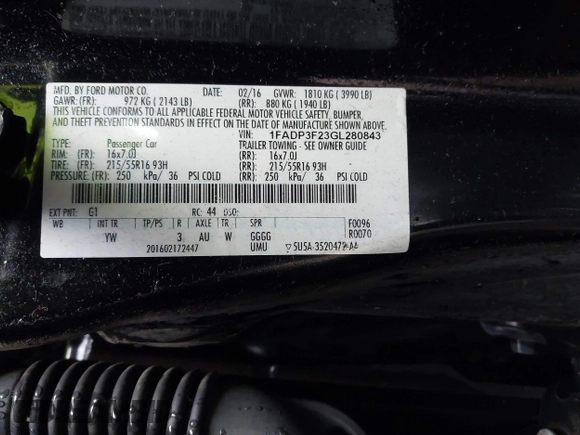 MFD. BY FORD MOTOR CO. DATE: 02/16 GVWR: 1810 KG ( 3990 LB)
GAWR: (FR): 972 KG ( 2143 LB) (RR): 880 KG ( 1940 LB)
THIS VEHICLE CONFORMS TO ALL APPLICABLE FEDERAL MOTOR VEHICLE SAFETY, BUMPER,
AND THEFT PREVENTION STANDARDS IN EFFECT ON THE DATE OF MANUFACTURE SHOWN ABOVE.
VIN: 1FADP3F23GL280843
TYPE: Passenger Car TRAILER TOWING - SEE OWNER GUIDE
RIM: (FR) 16x7.0J (RR): 16x7.0J
TIRE: (FR) 215/55R16 93H (RR): 215/55R16 93H
PRESSURE: (FR) 250 kPa/ 36 PSI COLD (RR): 250 kPa/ 36 PSI COLD
EXT PNT: G1 RC: 44 DSO:
WB INT TR TP/PS R AXLE TR SPR F0096
YW 3 AU W GGGG R0070
201602172447 UMU ▽5U5A-3520472-AA